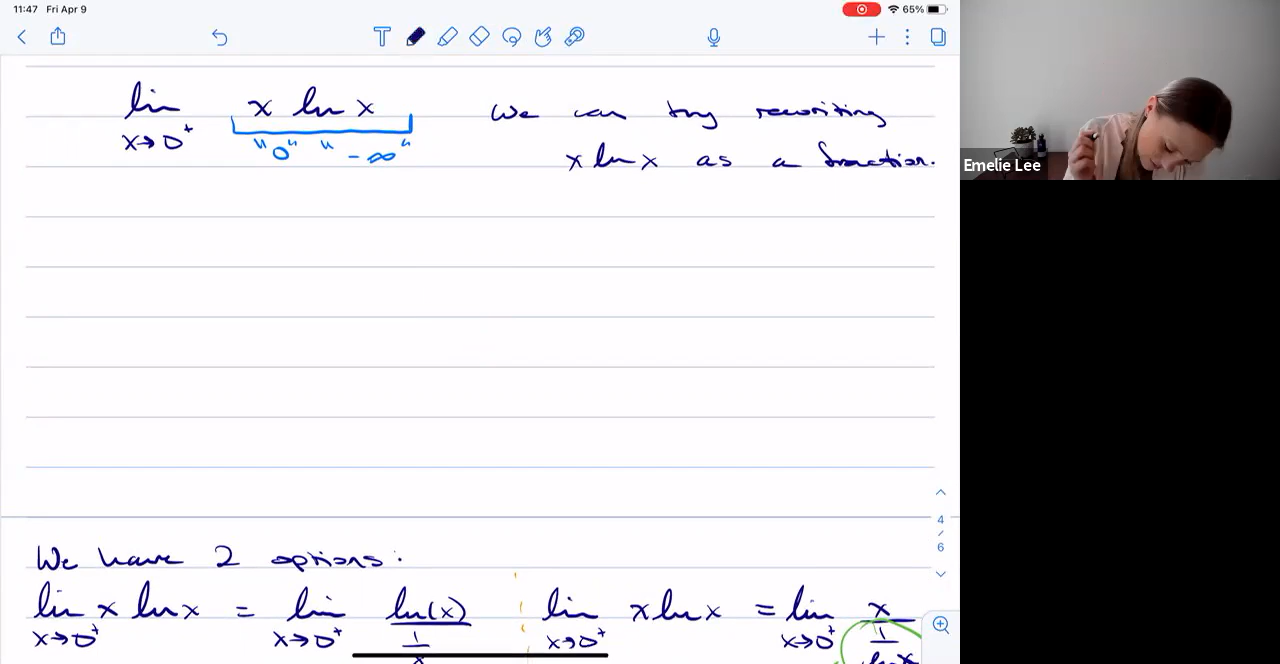 11:47 Fri Apr 9
65%
T
lim x ln x We can try rewriting
x→0⁺ "0" "-∞" x ln x as a fraction.
Emelie Lee
4
/
6
We have 2 options:
lim x ln x = lim ln(x) lim x ln x = lim x
x→0⁺ x→0⁺ 1 x→0⁺ x→0⁺ 1
x ln x